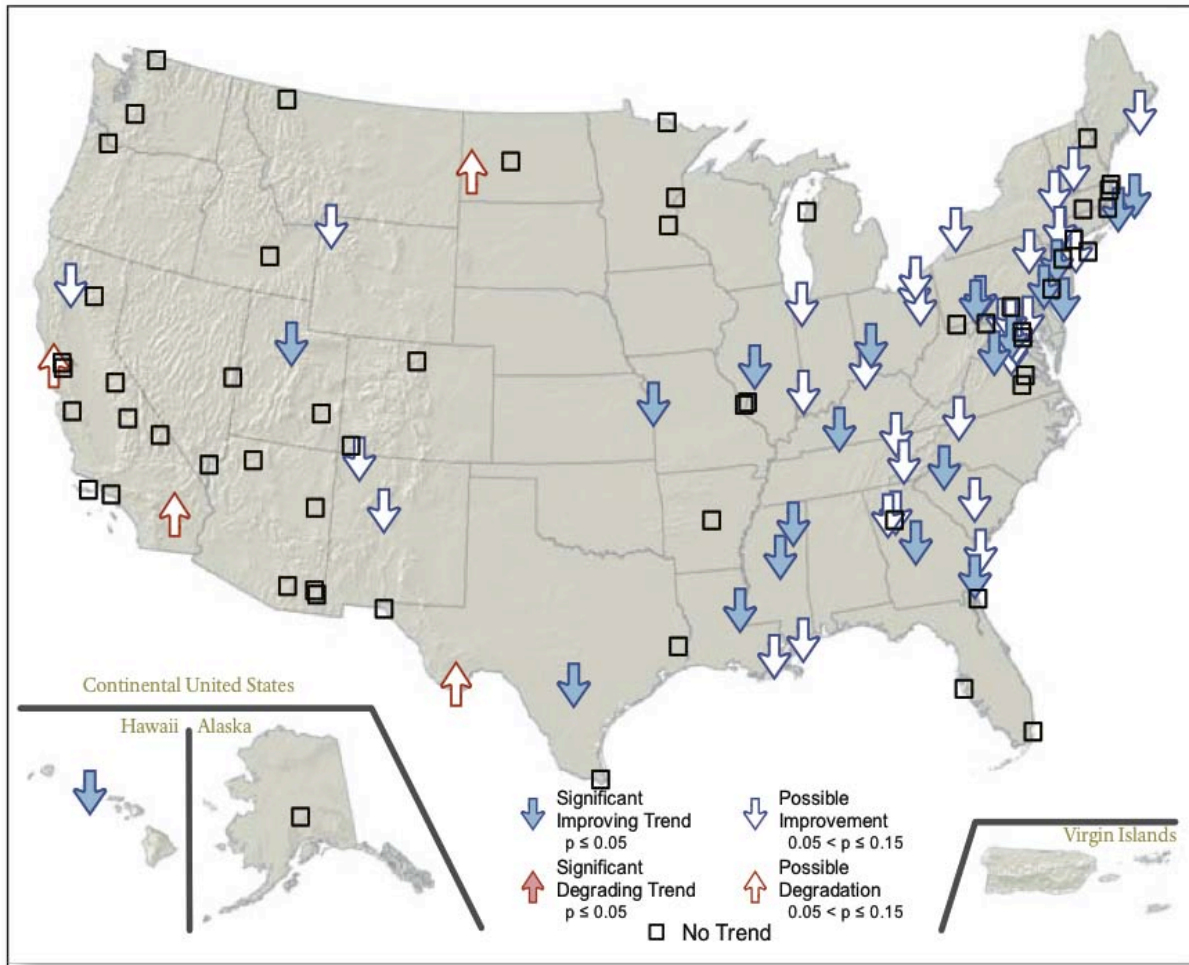 Continental United States
Hawaii
Alaska
Virgin Islands
Significant
Improving Trend
p ≤ 0.05
Possible
Improvement
0.05 < p ≤ 0.15
Significant
Degrading Trend
p ≤ 0.05
Possible
Degradation
0.05 < p ≤ 0.15
No Trend